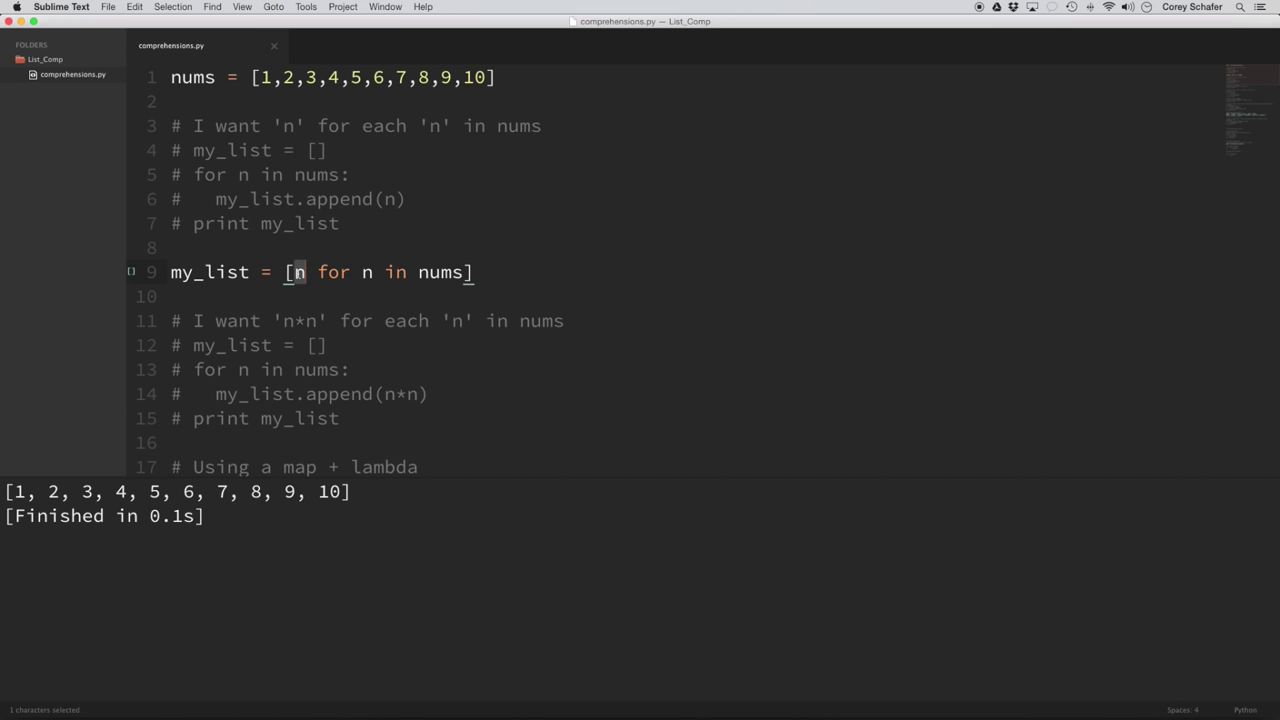 Sublime Text File Edit Selection Find View Goto Tools Project Window Help Corey Schafer
comprehensions.py — List_Comp
FOLDERS
List_Comp
comprehensions.py
comprehensions.py
1 nums = [1,2,3,4,5,6,7,8,9,10]
2
3 # I want 'n' for each 'n' in nums
4 # my_list = []
5 # for n in nums:
6 #   my_list.append(n)
7 # print my_list
8
[] 9 my_list = [n for n in nums]
10
11 # I want 'n*n' for each 'n' in nums
12 # my_list = []
13 # for n in nums:
14 #   my_list.append(n*n)
15 # print my_list
16
17 # Using a map + lambda
[1, 2, 3, 4, 5, 6, 7, 8, 9, 10]
[Finished in 0.1s]
1 characters selected Spaces: 4 Python